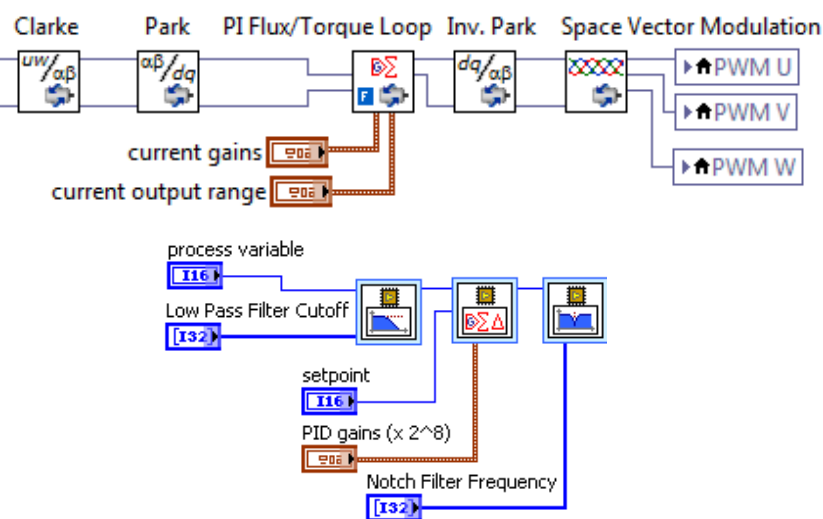 Clarke
Park
PI Flux/Torque Loop
Inv. Park
Space Vector Modulation
uw/αβ
αβ/dq
F
dq/αβ
PWM U
PWM V
PWM W
current gains
current output range
process variable
I16
Low Pass Filter Cutoff
[I32]
setpoint
I16
PID gains (x 2^8)
Notch Filter Frequency
[I32]